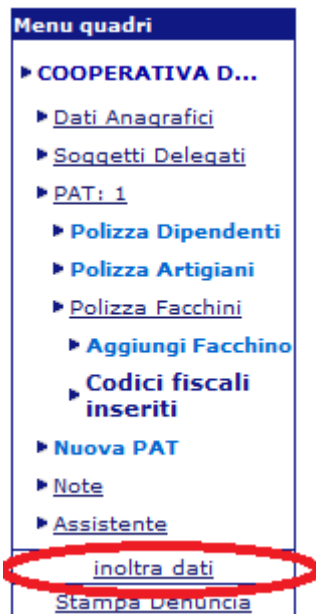 Menu quadri
COOPERATIVA D...
Dati Anagrafici
Soggetti Delegati
PAT: 1
Polizza Dipendenti
Polizza Artigiani
Polizza Facchini
Aggiungi Facchino
Codici fiscali
inseriti
Nuova PAT
Note
Assistente
inoltra dati
Stampa Denuncia